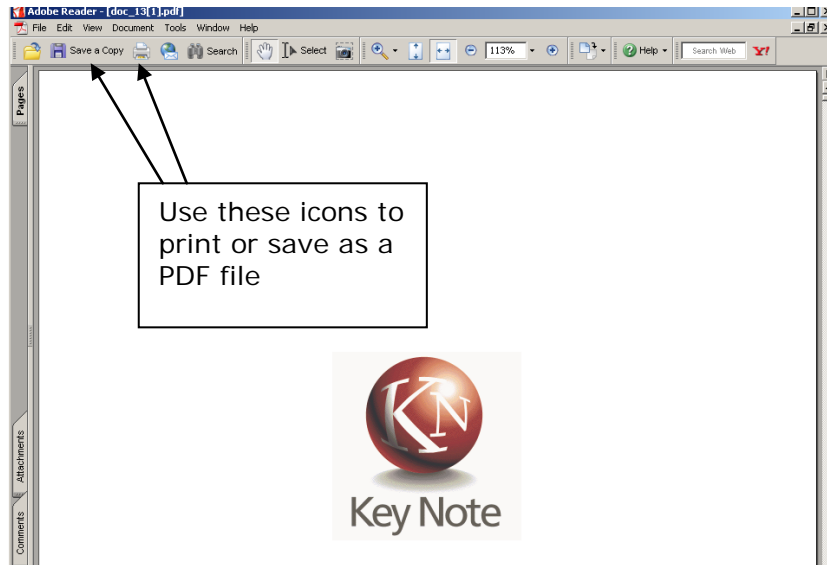 Adobe Reader - [doc_13[1].pdf]
File Edit View Document Tools Window Help
Save a Copy Search Select 113% Help Search Web Y!
Pages
Use these icons to
print or save as a
PDF file
KN
Key Note
Attachments
Comments